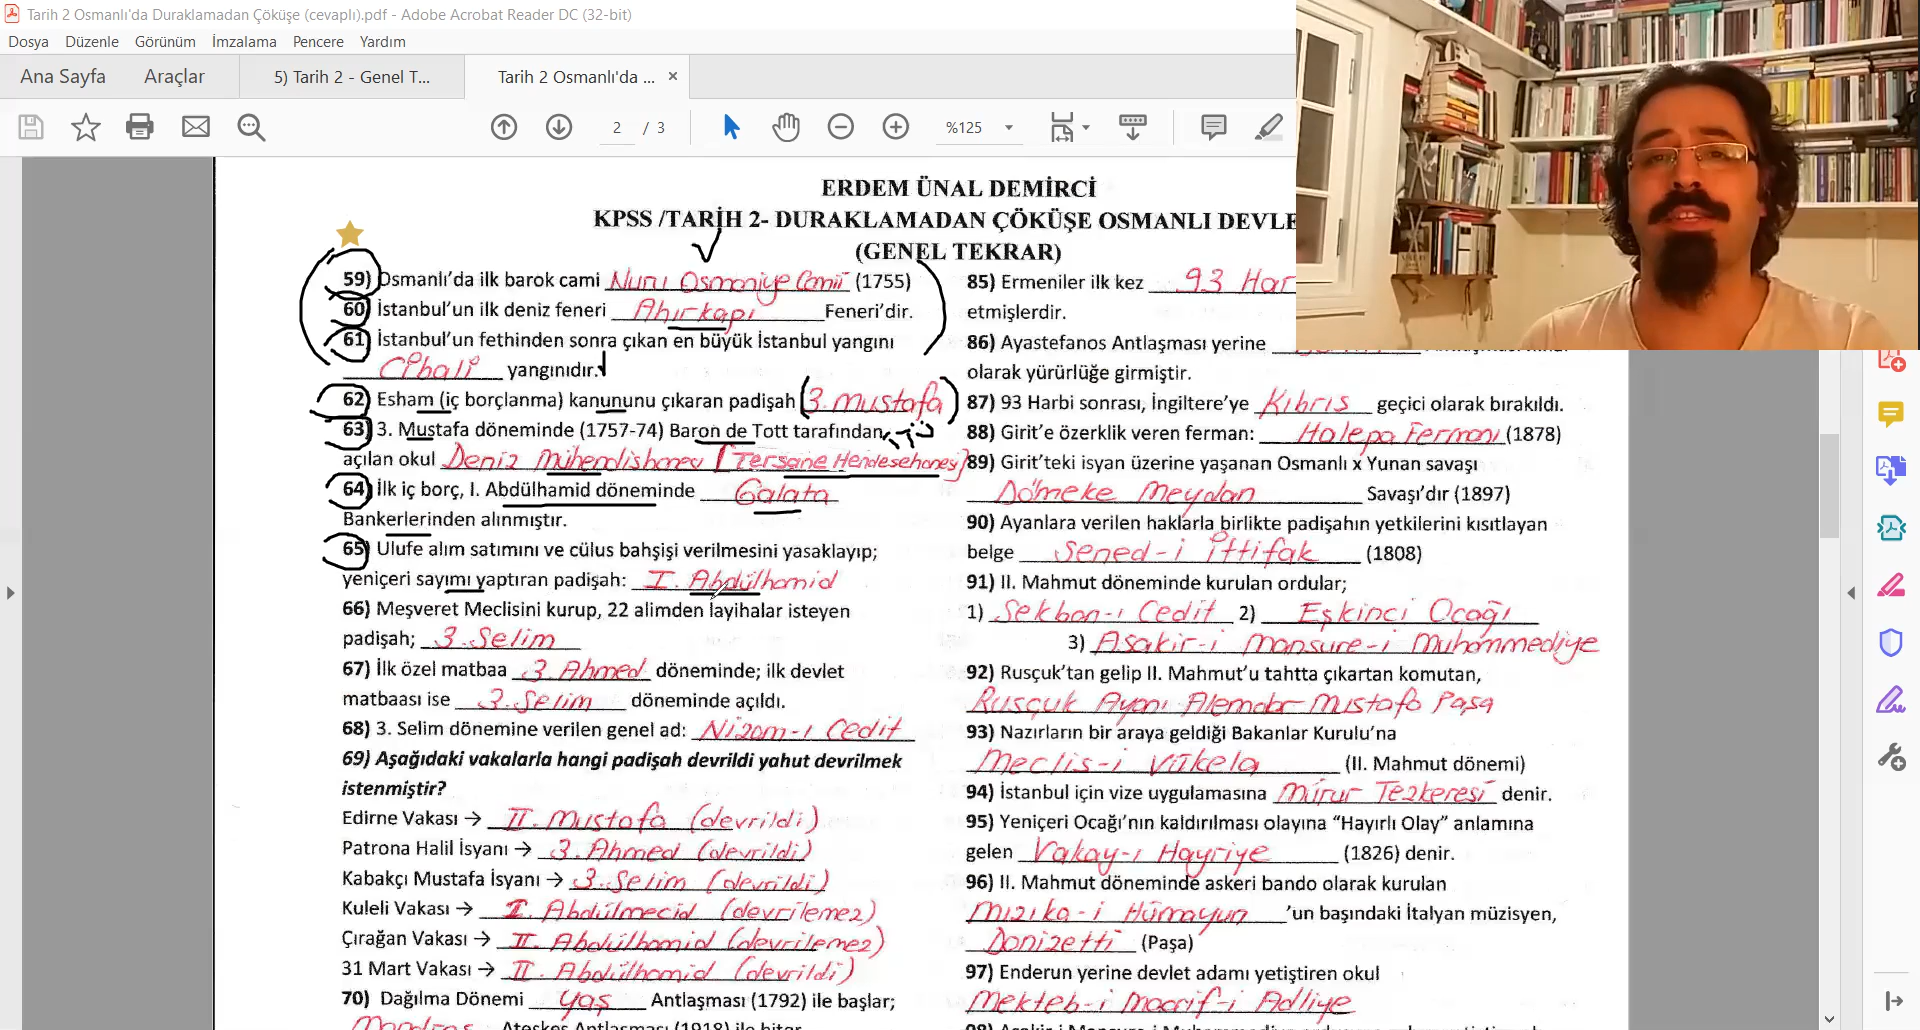 Tarih 2 Osmanlı'da Duraklamadan Çöküşe (cevaplı).pdf - Adobe Acrobat Reader DC (32-bit)
Dosya Düzenle Görünüm İmzalama Pencere Yardım
Ana Sayfa Araçlar 5) Tarih 2 - Genel T... Tarih 2 Osmanlı'da ... ×
2 / 3 %125
ERDEM ÜNAL DEMİRCİ
KPSS /TARİH 2- DURAKLAMADAN ÇÖKÜŞE OSMANLI DEVLE
(GENEL TEKRAR)
59) Osmanlı'da ilk barok cami Nuru Osmaniye Camii (1755)
60) İstanbul'un ilk deniz feneri Ahırkapı Feneri'dir.
61) İstanbul'un fethinden sonra çıkan en büyük İstanbul yangını
Cibali yangınıdır.
62) Esham (iç borçlanma) kanununu çıkaran padişah 3. Mustafa
63) 3. Mustafa döneminde (1757-74) Baron de Tott tarafından
açılan okul Deniz Mühendishanesi [Tersane Hendesehanesi]
64) İlk iç borç, I. Abdülhamid döneminde Galata
Bankerlerinden alınmıştır.
65) Ulufe alım satımını ve cülus bahşişi verilmesini yasaklayıp;
yeniçeri sayımı yaptıran padişah: I. Abdülhamid
66) Meşveret Meclisini kurup, 22 alimden layihalar isteyen
padişah; 3. Selim
67) İlk özel matbaa 3. Ahmed döneminde; ilk devlet
matbaası ise 3. Selim döneminde açıldı.
68) 3. Selim dönemine verilen genel ad: Nizam-ı Cedit
69) Aşağıdaki vakalarla hangi padişah devrildi yahut devrilmek
istenmiştir?
Edirne Vakası → II. Mustafa (devrildi)
Patrona Halil İsyanı → 3. Ahmed (devrildi)
Kabakçı Mustafa İsyanı → 3. Selim (devrildi)
Kuleli Vakası → I. Abdülmecid (devrilemez)
Çırağan Vakası → II. Abdülhamid (devrilemez)
31 Mart Vakası → II. Abdülhamid (devrildi)
70) Dağılma Dönemi Yaş Antlaşması (1792) ile başlar;
Mondros Ateşkes Antlaşması (1918) ile biter
85) Ermeniler ilk kez 93 Har
etmişlerdir.
86) Ayastefanos Antlaşması yerine
olarak yürürlüğe girmiştir.
87) 93 Harbi sonrası, İngiltere'ye Kıbrıs geçici olarak bırakıldı.
88) Girit'e özerklik veren ferman: Halepa Fermanı (1878)
89) Girit'teki isyan üzerine yaşanan Osmanlı x Yunan savaşı
Dömeke Meydan Savaşı'dır (1897)
90) Ayanlara verilen haklarla birlikte padişahın yetkilerini kısıtlayan
belge Sened-i İttifak (1808)
91) II. Mahmut döneminde kurulan ordular;
1) Sekban-ı Cedit 2) Eşkinci Ocağı
3) Asakir-i Mansure-i Muhammediye
92) Rusçuk'tan gelip II. Mahmut'u tahtta çıkartan komutan,
Rusçuk Ayanı Alemdar Mustafa Paşa
93) Nazırların bir araya geldiği Bakanlar Kurulu'na
Meclis-i Vükela (II. Mahmut dönemi)
94) İstanbul için vize uygulamasına Mürur Tezkeresi denir.
95) Yeniçeri Ocağı'nın kaldırılması olayına "Hayırlı Olay" anlamına
gelen Vakay-ı Hayriye (1826) denir.
96) II. Mahmut döneminde askeri bando olarak kurulan
Mızıka-i Hümayun 'un başındaki İtalyan müzisyen,
Donizetti (Paşa)
97) Enderun yerine devlet adamı yetiştiren okul
Mekteb-i Maarif-i Adliye